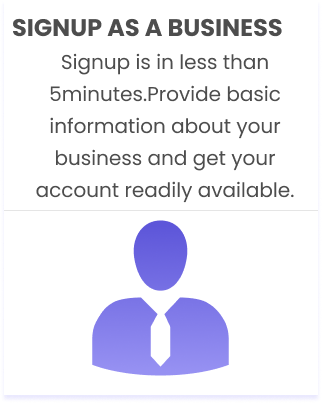 SIGNUP AS A BUSINESS
Signup is in less than
5minutes.Provide basic
information about your
business and get your
account readily available.